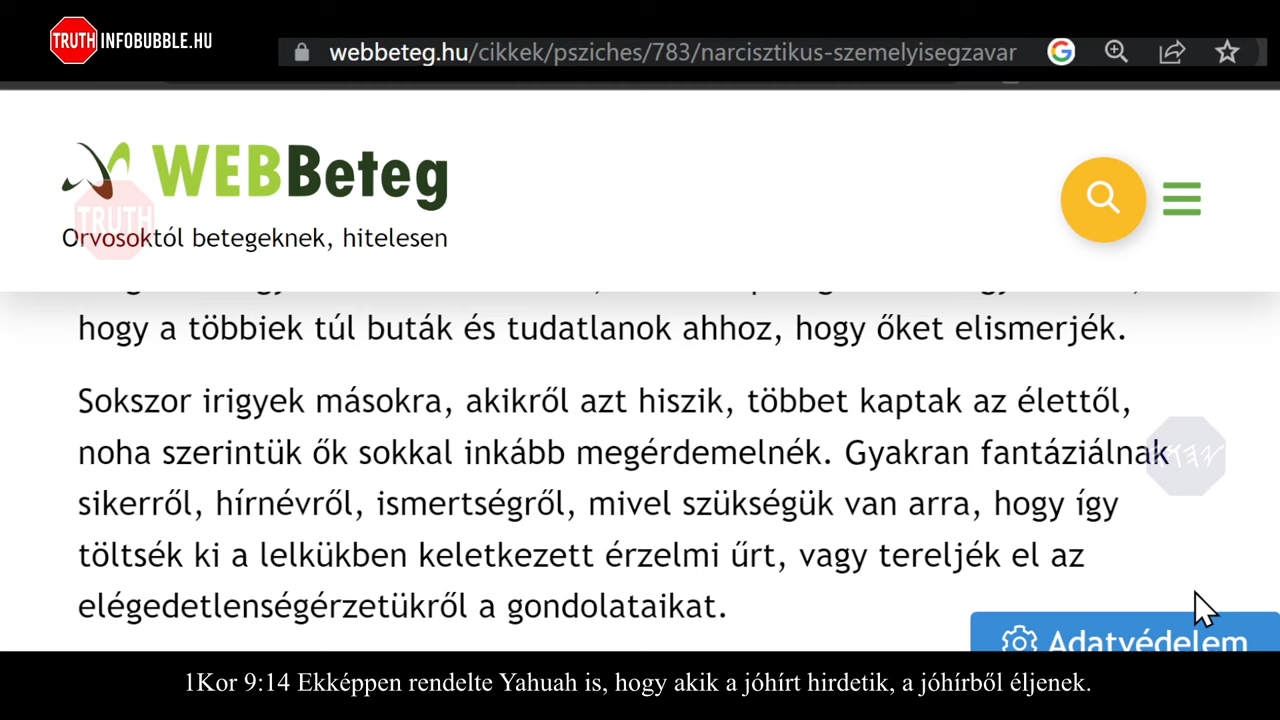 TRUTH INFOBUBBLE.HU
webbeteg.hu/cikkek/psziches/783/narcisztikus-szemelyisegzavar
WEBBeteg
TRUTH
Orvosoktól betegeknek, hitelesen
hogy a többiek túl buták és tudatlanok ahhoz, hogy őket elismerjék.
Sokszor irigyek másokra, akikről azt hiszik, többet kaptak az élettől,
noha szerintük ők sokkal inkább megérdemelnék. Gyakran fantáziálnak
sikerről, hírnévről, ismertségről, mivel szükségük van arra, hogy így
töltsék ki a lelkükben keletkezett érzelmi űrt, vagy tereljék el az
elégedetlenségérzetükről a gondolataikat.
Adatvédelem
1Kor 9:14 Ekképpen rendelte Yahuah is, hogy akik a jóhírt hirdetik, a jóhírből éljenek.